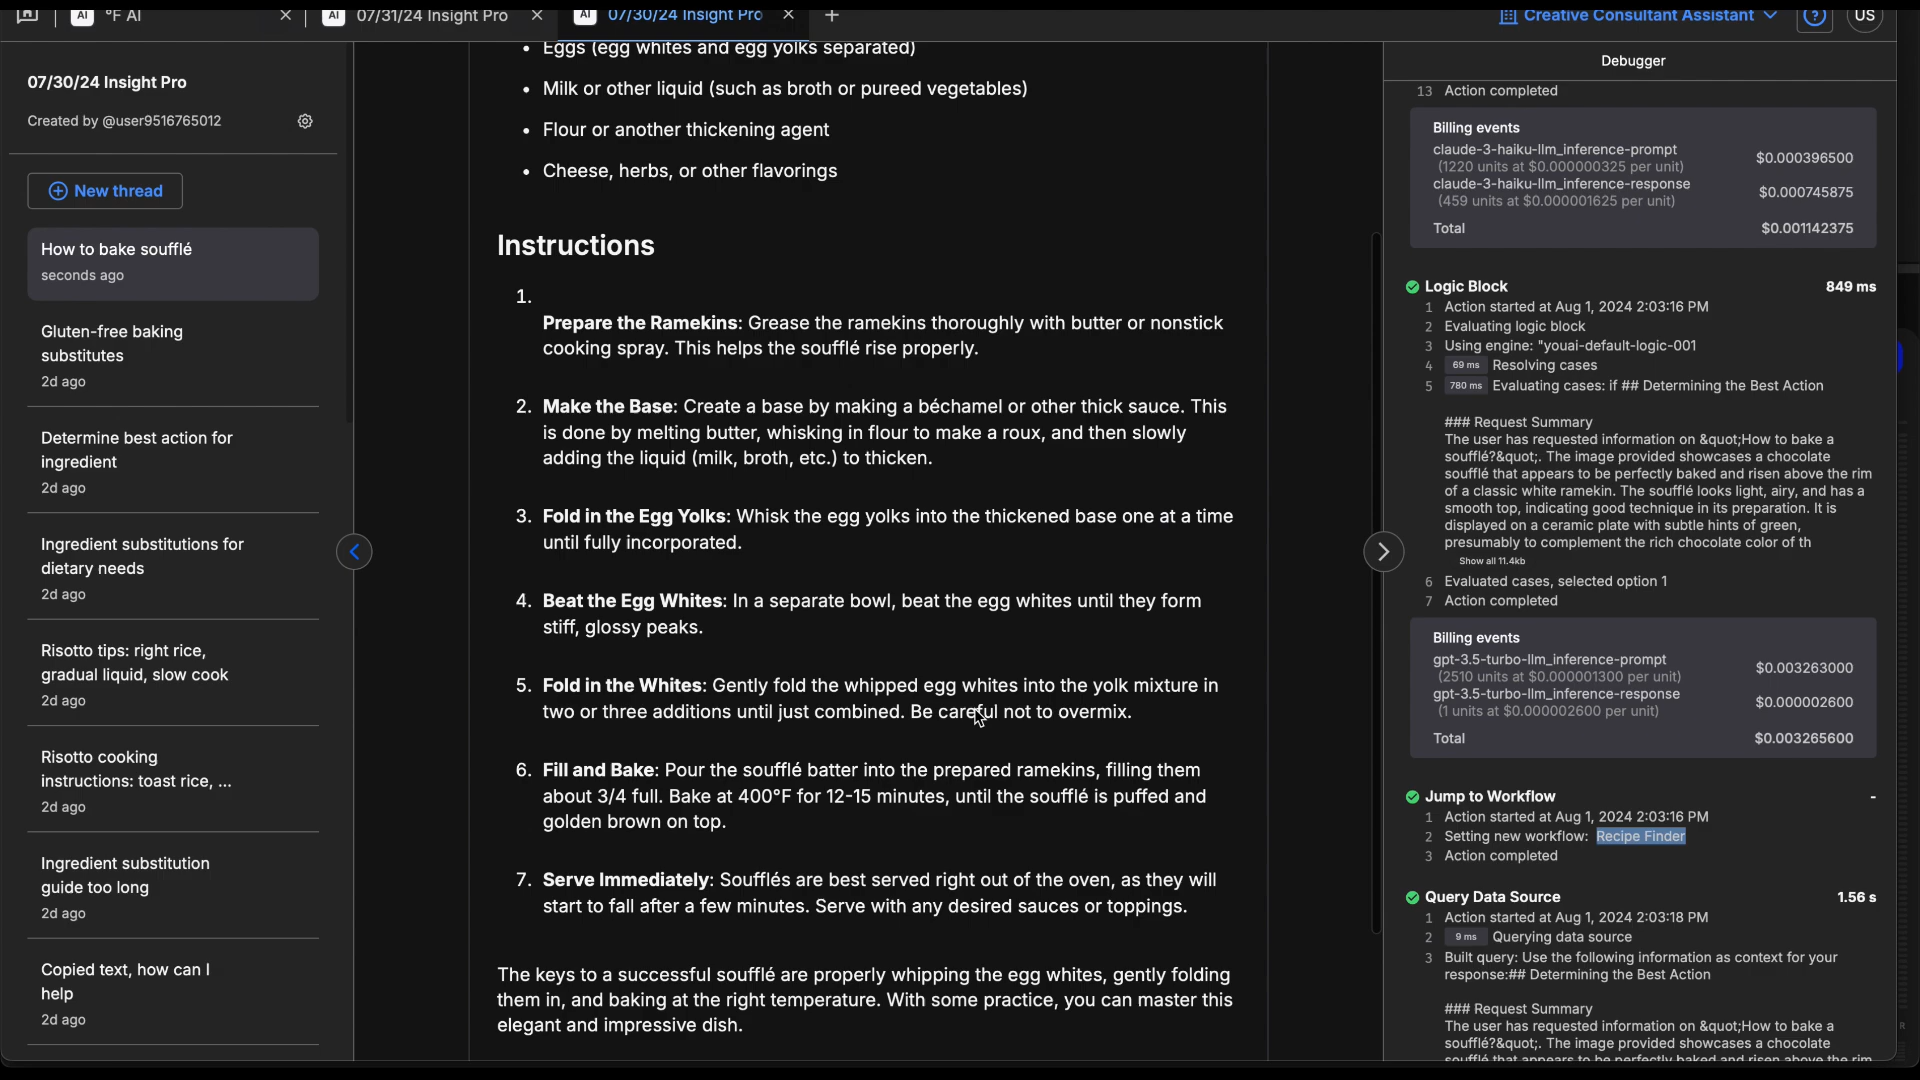 °F AI
07/31/24 Insight Pro
07/30/24 Insight Pro
Creative Consultant Assistant
US
07/30/24 Insight Pro
Created by @user9516765012
New thread
How to bake soufflé
seconds ago
Gluten-free baking
substitutes
2d ago
Determine best action for
ingredient
2d ago
Ingredient substitutions for
dietary needs
2d ago
Risotto tips: right rice,
gradual liquid, slow cook
2d ago
Risotto cooking
instructions: toast rice, ...
2d ago
Ingredient substitution
guide too long
2d ago
Copied text, how can I
help
2d ago
• Eggs (egg whites and egg yolks separated)
• Milk or other liquid (such as broth or pureed vegetables)
• Flour or another thickening agent
• Cheese, herbs, or other flavorings
Instructions
1.
Prepare the Ramekins: Grease the ramekins thoroughly with butter or nonstick
cooking spray. This helps the soufflé rise properly.
2. Make the Base: Create a base by making a béchamel or other thick sauce. This
is done by melting butter, whisking in flour to make a roux, and then slowly
adding the liquid (milk, broth, etc.) to thicken.
3. Fold in the Egg Yolks: Whisk the egg yolks into the thickened base one at a time
until fully incorporated.
4. Beat the Egg Whites: In a separate bowl, beat the egg whites until they form
stiff, glossy peaks.
5. Fold in the Whites: Gently fold the whipped egg whites into the yolk mixture in
two or three additions until just combined. Be careful not to overmix.
6. Fill and Bake: Pour the soufflé batter into the prepared ramekins, filling them
about 3/4 full. Bake at 400°F for 12-15 minutes, until the soufflé is puffed and
golden brown on top.
7. Serve Immediately: Soufflés are best served right out of the oven, as they will
start to fall after a few minutes. Serve with any desired sauces or toppings.
The keys to a successful soufflé are properly whipping the egg whites, gently folding
them in, and baking at the right temperature. With some practice, you can master this
elegant and impressive dish.
Debugger
13 Action completed
Billing events
claude-3-haiku-llm_inference-prompt
(1220 units at $0.000000325 per unit) $0.000396500
claude-3-haiku-llm_inference-response
(459 units at $0.000001625 per unit) $0.000745875
Total $0.001142375
Logic Block 849 ms
1 Action started at Aug 1, 2024 2:03:16 PM
2 Evaluating logic block
3 Using engine: "youai-default-logic-001
4 69 ms Resolving cases
5 780 ms Evaluating cases: if ## Determining the Best Action
### Request Summary
The user has requested information on &quot;How to bake a
soufflé?&quot;. The image provided showcases a chocolate
soufflé that appears to be perfectly baked and risen above the rim
of a classic white ramekin. The soufflé looks light, airy, and has a
smooth top, indicating good technique in its preparation. It is
displayed on a ceramic plate with subtle hints of green,
presumably to complement the rich chocolate color of th
Show all 11.4kb
6 Evaluated cases, selected option 1
7 Action completed
Billing events
gpt-3.5-turbo-llm_inference-prompt
(2510 units at $0.000001300 per unit) $0.003263000
gpt-3.5-turbo-llm_inference-response
(1 units at $0.000002600 per unit) $0.000002600
Total $0.003265600
Jump to Workflow -
1 Action started at Aug 1, 2024 2:03:16 PM
2 Setting new workflow: Recipe Finder
3 Action completed
Query Data Source 1.56 s
1 Action started at Aug 1, 2024 2:03:18 PM
2 9 ms Querying data source
3 Built query: Use the following information as context for your
response:## Determining the Best Action
### Request Summary
The user has requested information on &quot;How to bake a
soufflé?&quot;. The image provided showcases a chocolate
soufflé that appears to be perfectly baked and risen above the rim